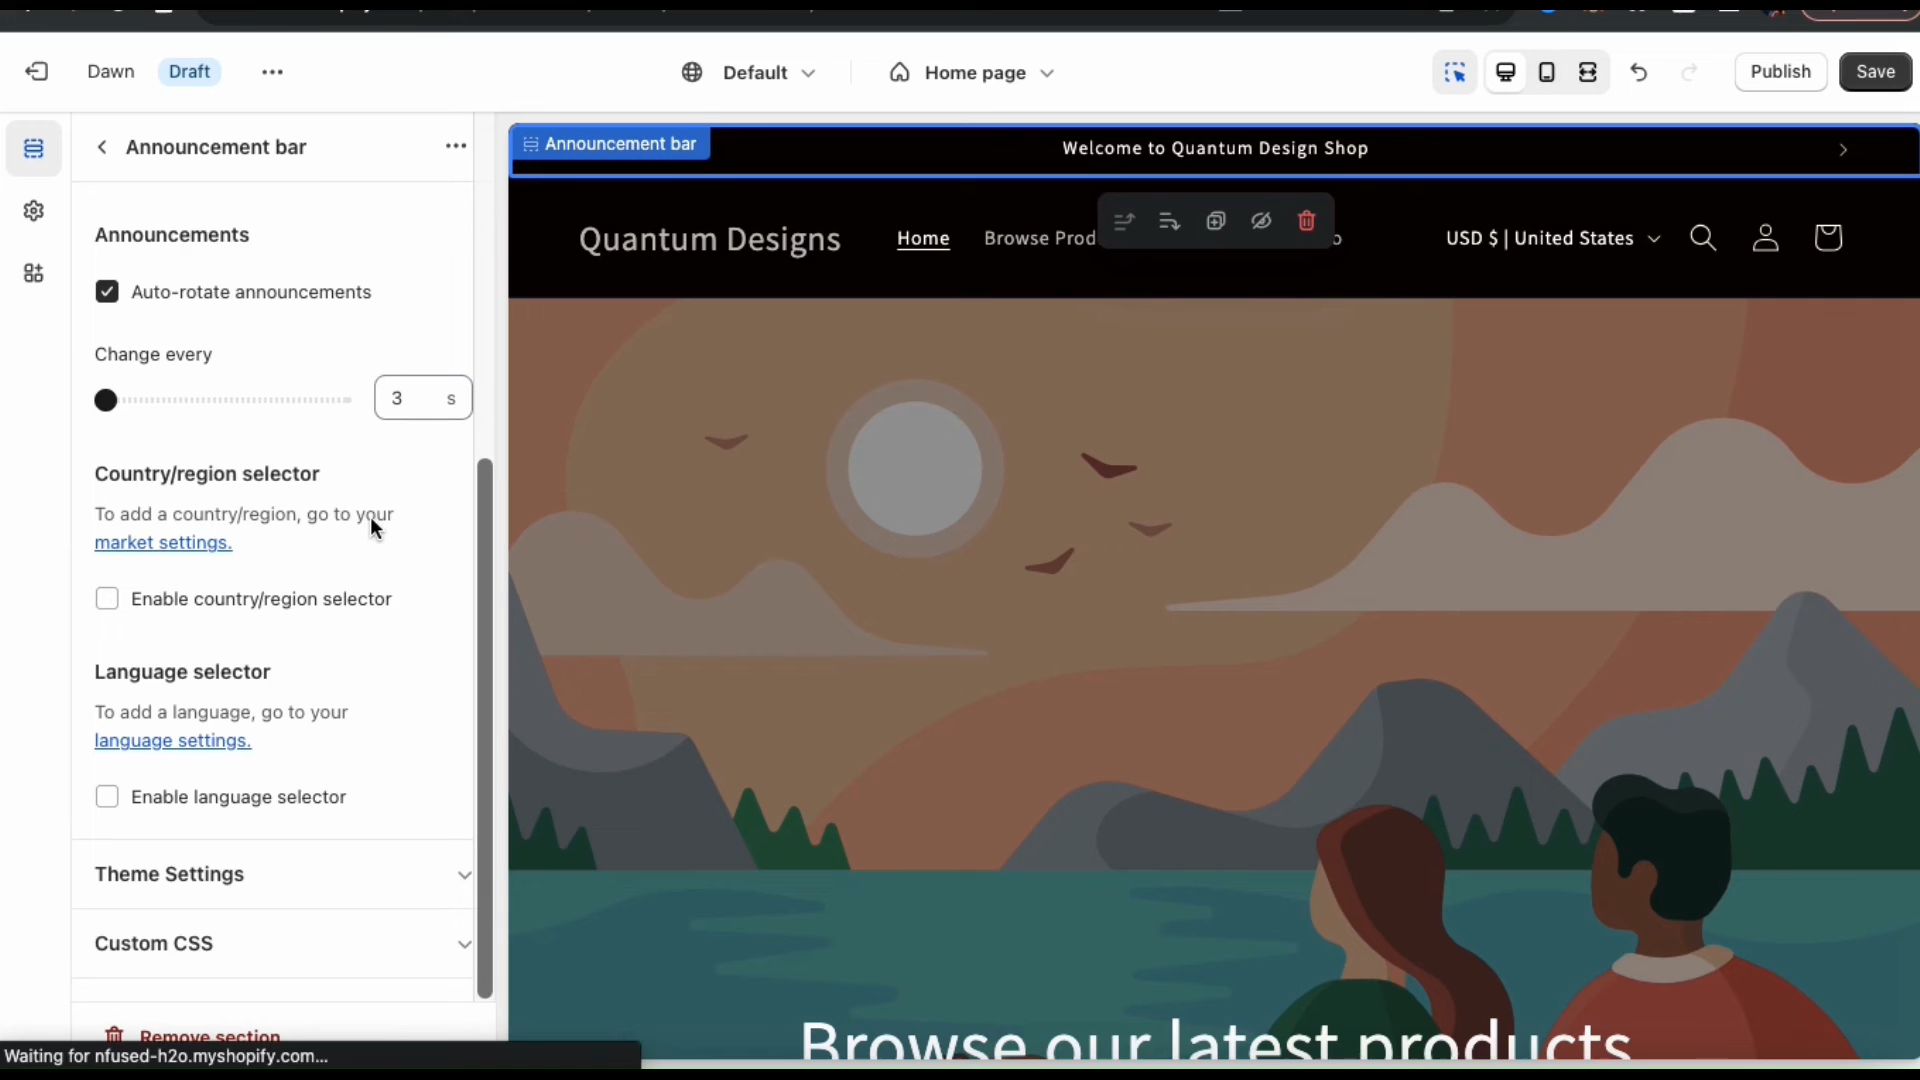 Dawn
Draft
Default
Home page
Publish
Save
Announcement bar
Announcements
Auto-rotate announcements
Change every
3 s
Country/region selector
To add a country/region, go to your
market settings.
Enable country/region selector
Language selector
To add a language, go to your
language settings.
Enable language selector
Theme Settings
Custom CSS
Remove section
Waiting for nfused-h2o.myshopify.com...
Announcement bar
Welcome to Quantum Design Shop
Quantum Designs
Home
Browse Prod
USD $ | United States
Browse our latest products